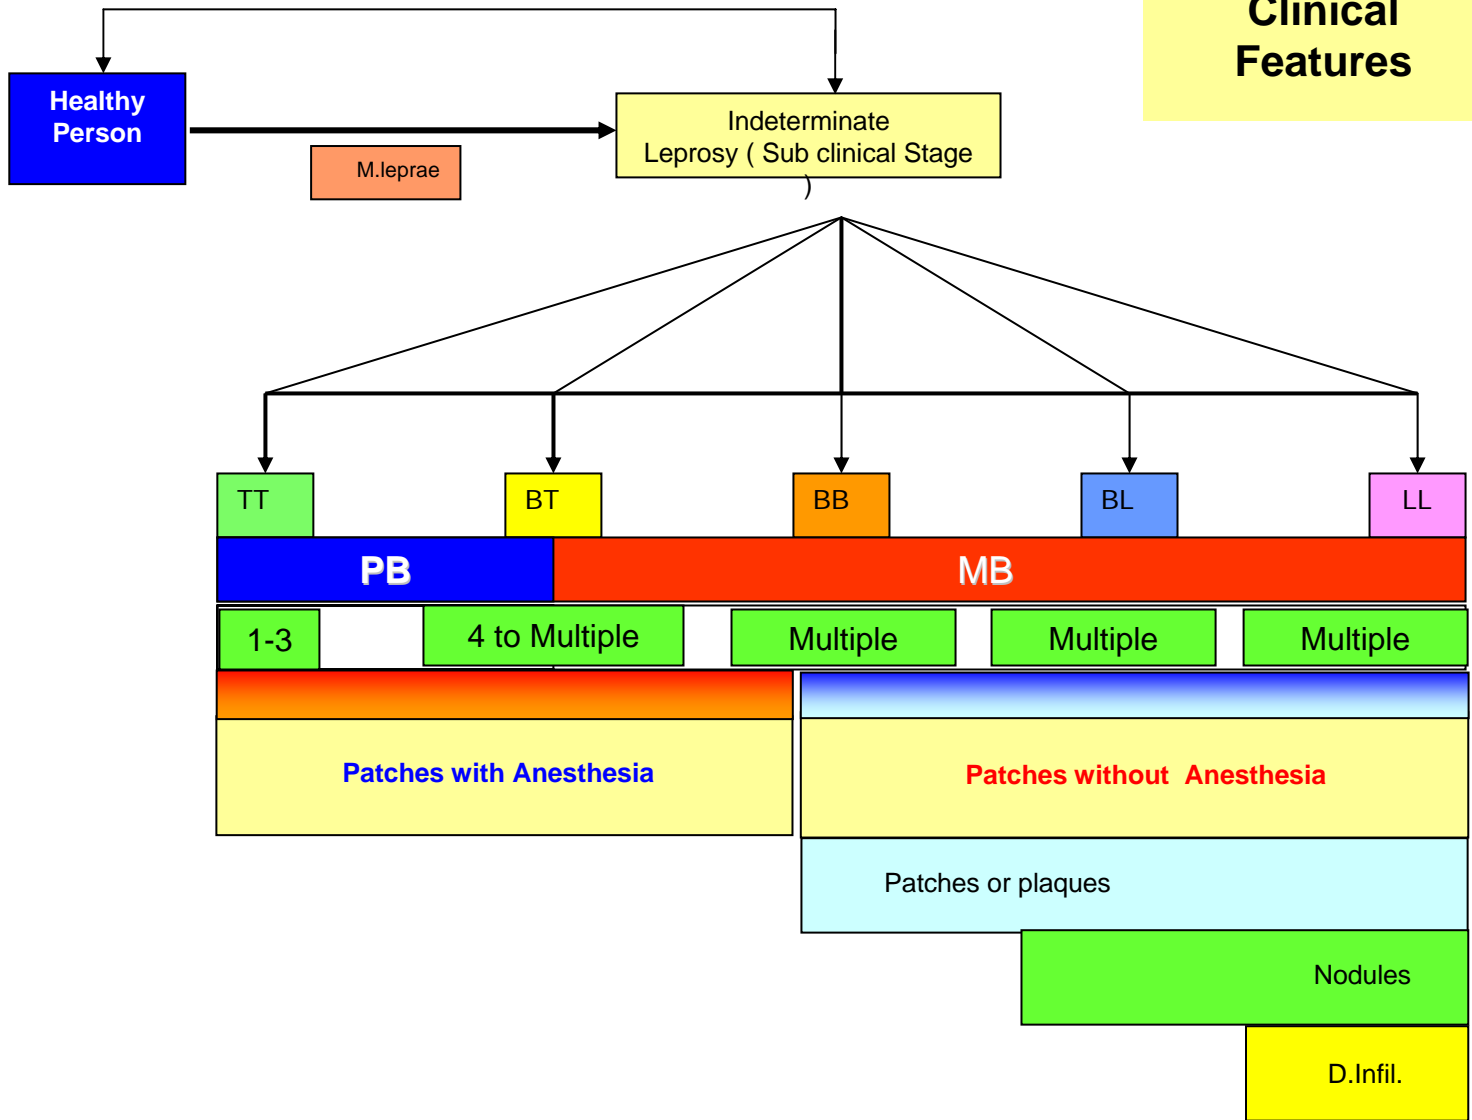 Clinical
Features
Healthy
Person
Indeterminate
Leprosy ( Sub clinical Stage
)
M.leprae
TT
BT
BB
BL
LL
PB
MB
1-3
4 to Multiple
Multiple
Multiple
Multiple
Patches with Anesthesia
Patches without  Anesthesia
Patches or plaques
Nodules
D.Infil.